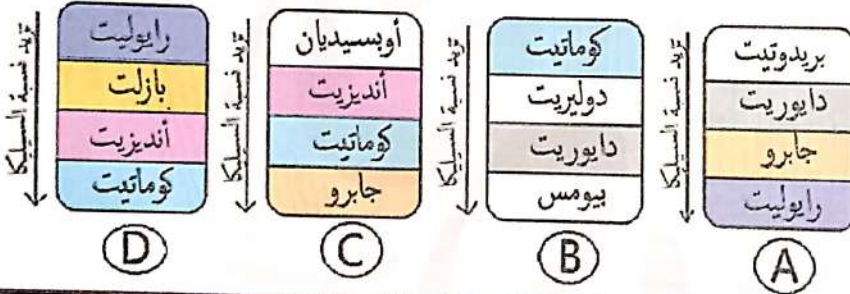 تزيد نسبة السيليكا
بريدوتيت
دايوريت
جابرو
رايوليت
A
تزيد نسبة السيليكا
كوماتيت
دوليريت
دايوريت
بيومس
B
تزيد نسبة السيليكا
أوبسيديان
أنديزيت
كوماتيت
جابرو
C
تزيد نسبة السيليكا
رايوليت
بازلت
أنديزيت
كوماتيت
D